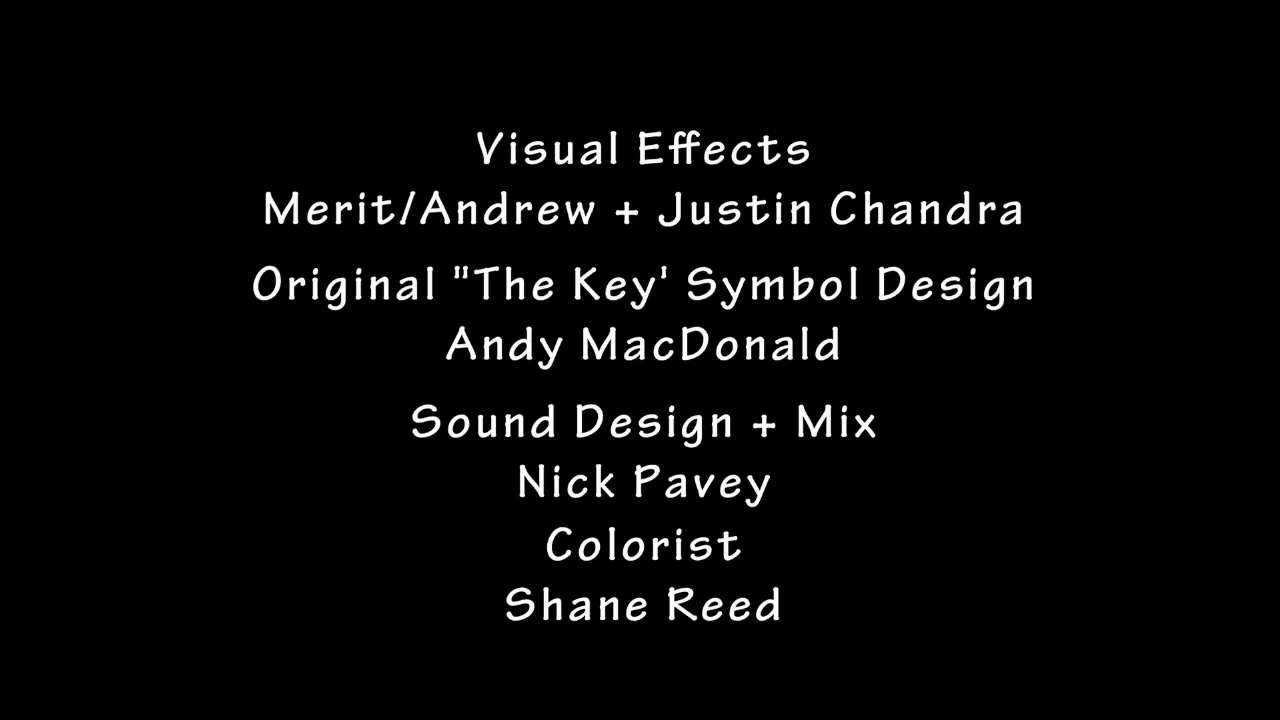 Visual Effects
Merit/Andrew + Justin Chandra
Original "The Key' Symbol Design
Andy MacDonald
Sound Design + Mix
Nick Pavey
Colorist
Shane Reed